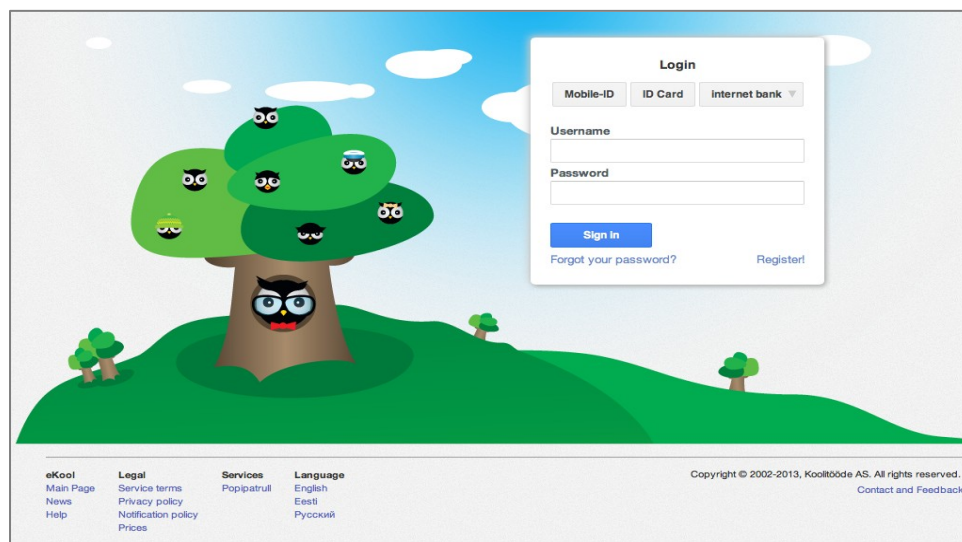 Login
Mobile-ID
ID Card
internet bank
Username
Password
Sign in
Forgot your password?
Register!
eKool
Main Page
News
Help
Legal
Service terms
Privacy policy
Notification policy
Prices
Services
Popipatrull
Language
English
Eesti
Русский
Copyright © 2002-2013, Koolitööde AS. All rights reserved.
Contact and Feedback